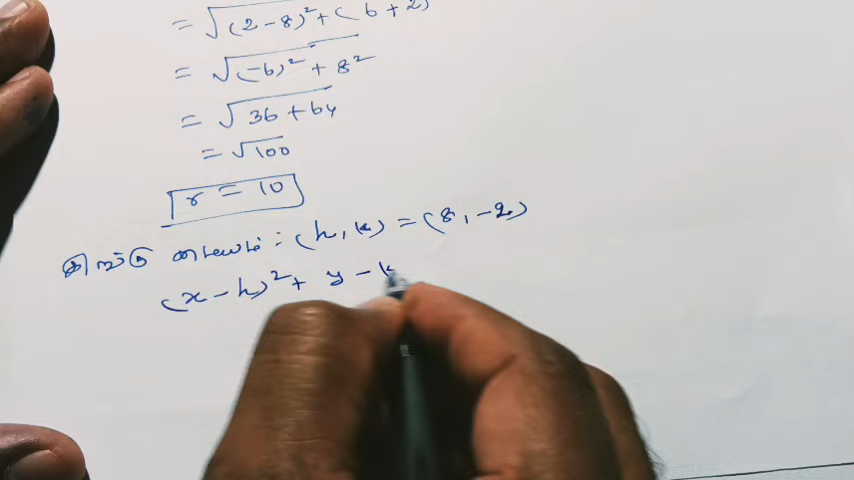 = √(2-8)² + (6+2)
= √(-6)² + 8²
= √36 + 64
= √100
r = 10
: (h, k) = (8, -2)
(x - h)² + y - k